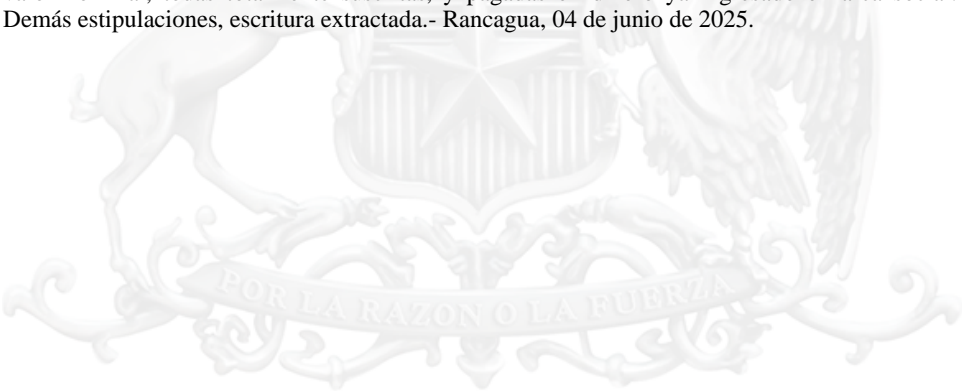 Demás estipulaciones, escritura extractada.- Rancagua, 04 de junio de 2025.
POR LA RAZON O LA FUERZA